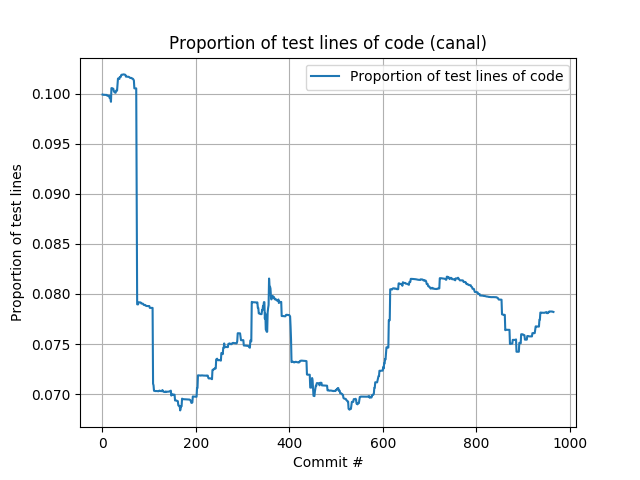 Proportion of test lines of code (canal)
Proportion of test lines of code
0.100
0.095
0.090
0.085
0.080
0.075
0.070
Proportion of test lines
0 200 400 600 800 1000
Commit #